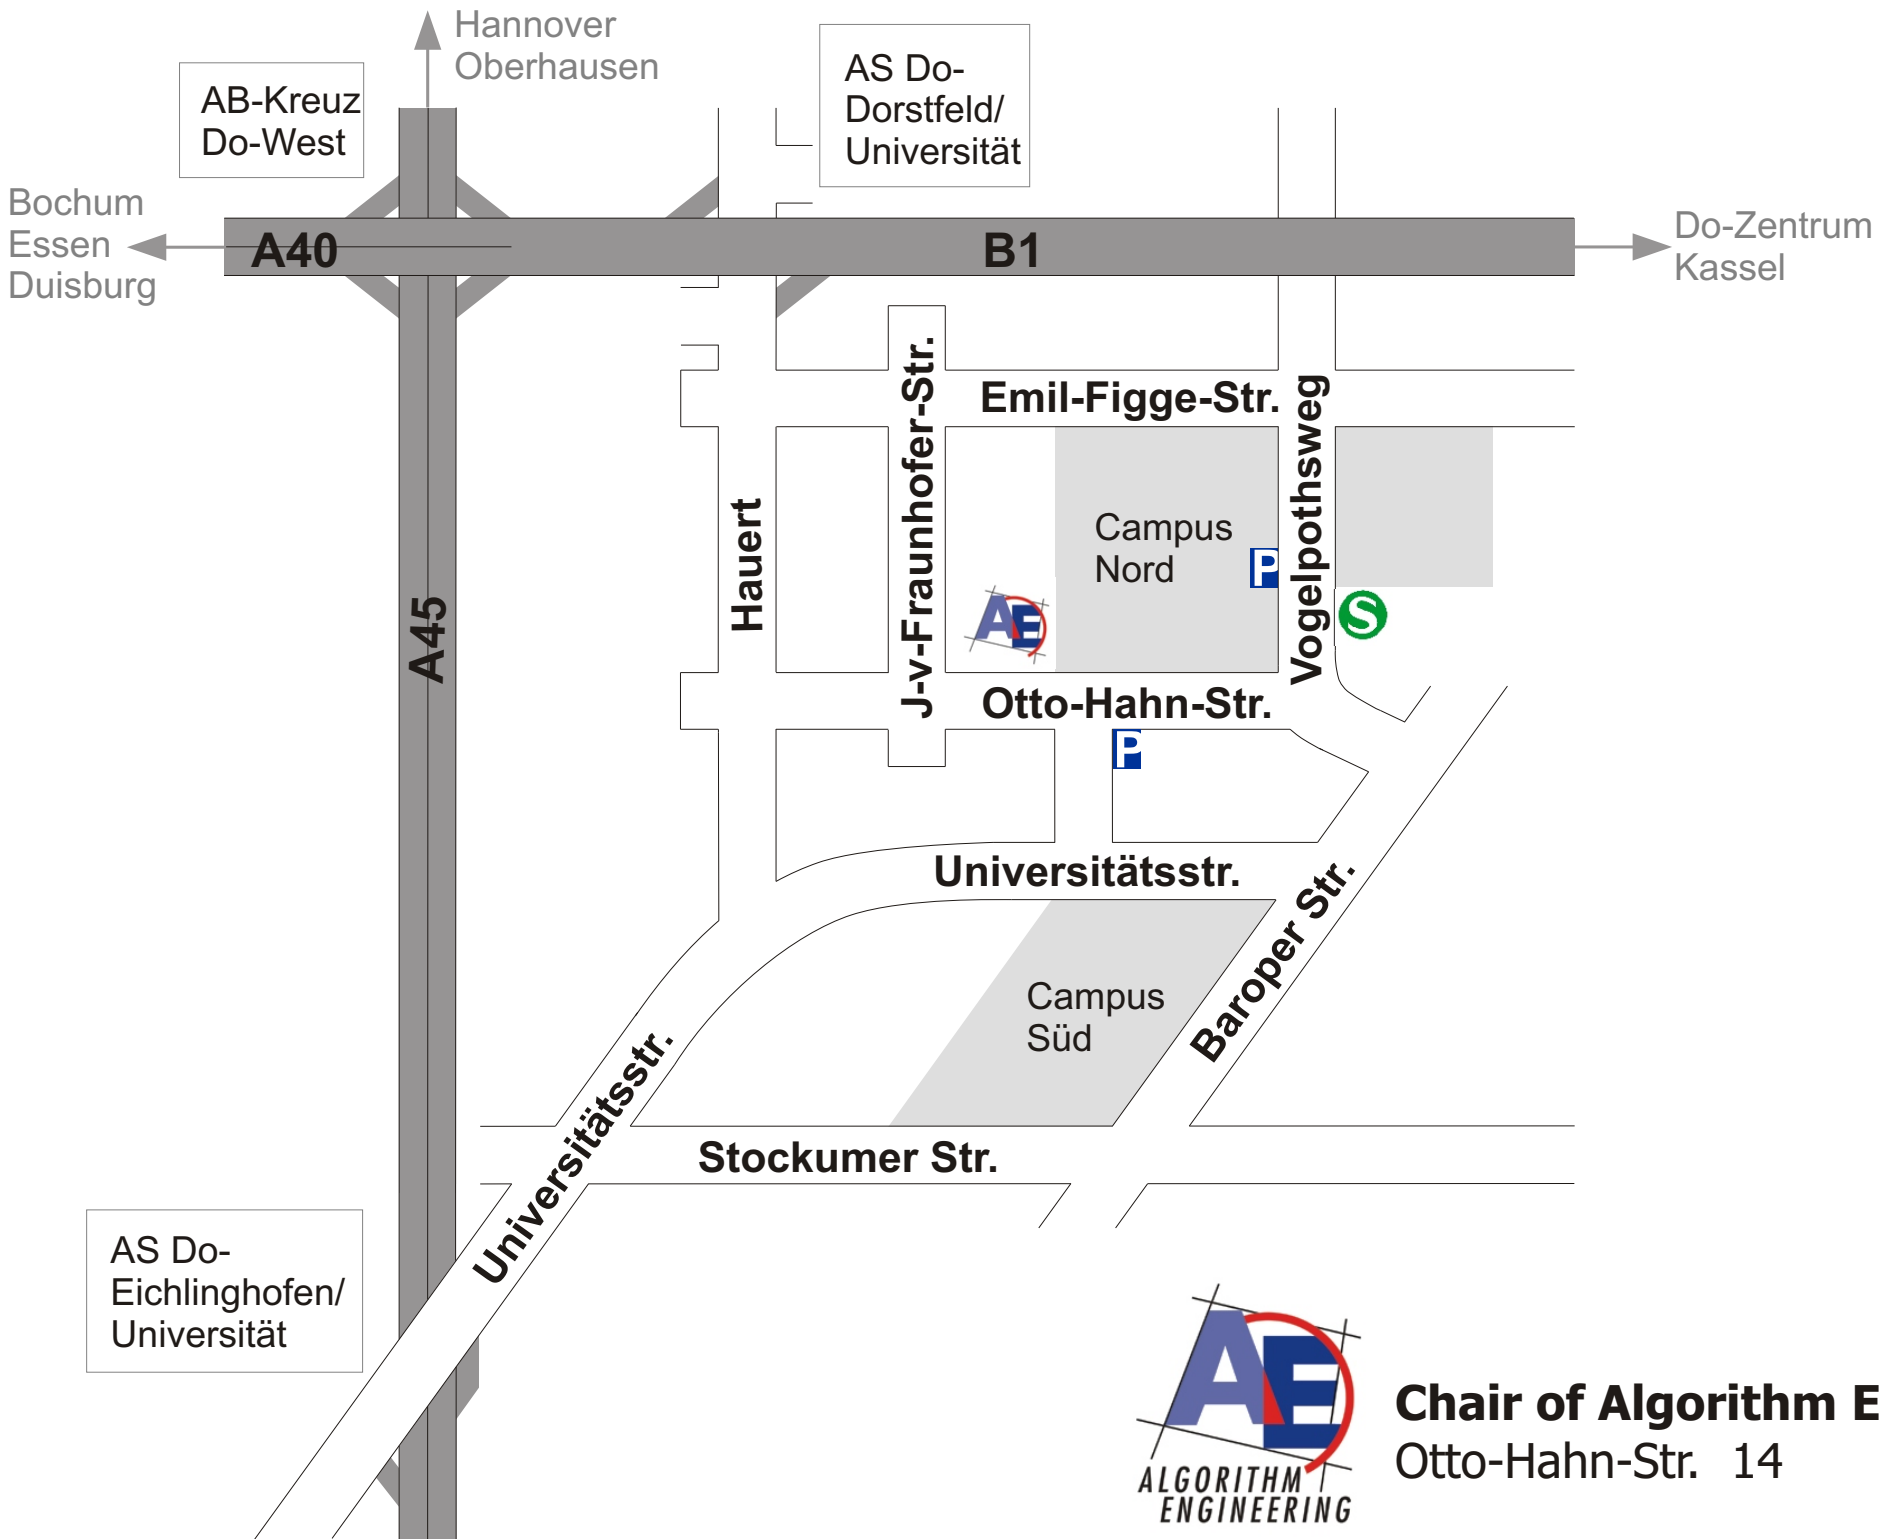 Hannover
Oberhausen
AB-Kreuz
Do-West
AS Do-
Dorstfeld/
Universität
Bochum
Essen
Duisburg
A40
B1
Do-Zentrum
Kassel
Emil-Figge-Str.
J-v-Fraunhofer-Str.
Vogelpothsweg
Hauert
A45
Campus
Nord
P
AE
S
Otto-Hahn-Str.
P
Universitätsstr.
Baroper Str.
Campus
Süd
Universitätsstr.
Stockumer Str.
AS Do-
Eichlinghofen/
Universität
AE
ALGORITHM
ENGINEERING
Chair of Algorithm E
Otto-Hahn-Str. 14